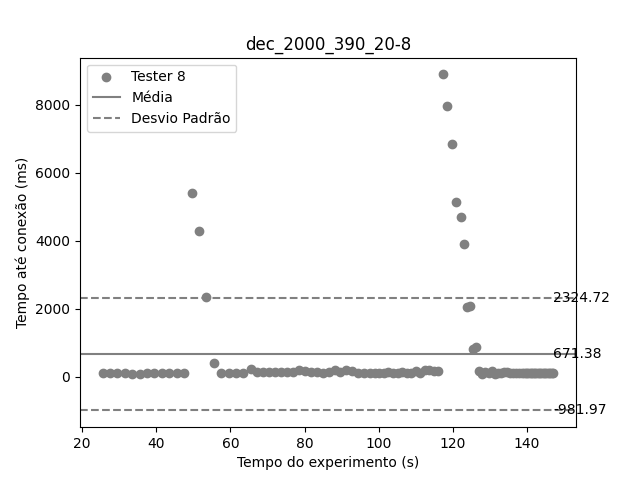 dec_2000_390_20-8
Tester 8
Média
Desvio Padrão
8000
6000
4000
2000
0
Tempo até conexão (ms)
2324.72
671.38
-981.97
20 40 60 80 100 120 140
Tempo do experimento (s)